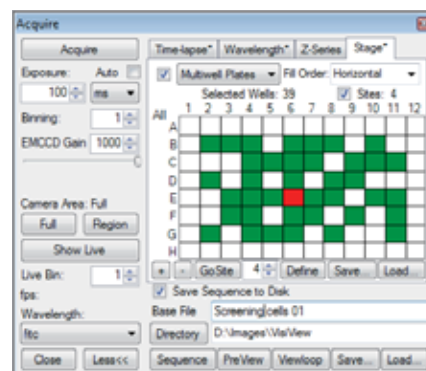 Acquire
Acquire
Time-lapse* Wavelength* Z-Series Stage*
Exposure: Auto
Multiwell Plates Fill Order: Horizontal
100 ms
Selected Wells: 39 Sites: 4
Binning: 1
All 1 2 3 4 5 6 7 8 9 10 11 12
A
EMCCD Gain 1000
B
C
D
E
Camera Area: Full
F
Full Region
G
Show Live
H
Live Bin: 1
+ - GoSite 4 Define Save... Load...
fps:
Save Sequence to Disk
Wavelength:
Base File Screening cells 01
fitc
Directory D:\Images\VisiView
Close Less<< Sequence PreView Viewloop Save... Load...